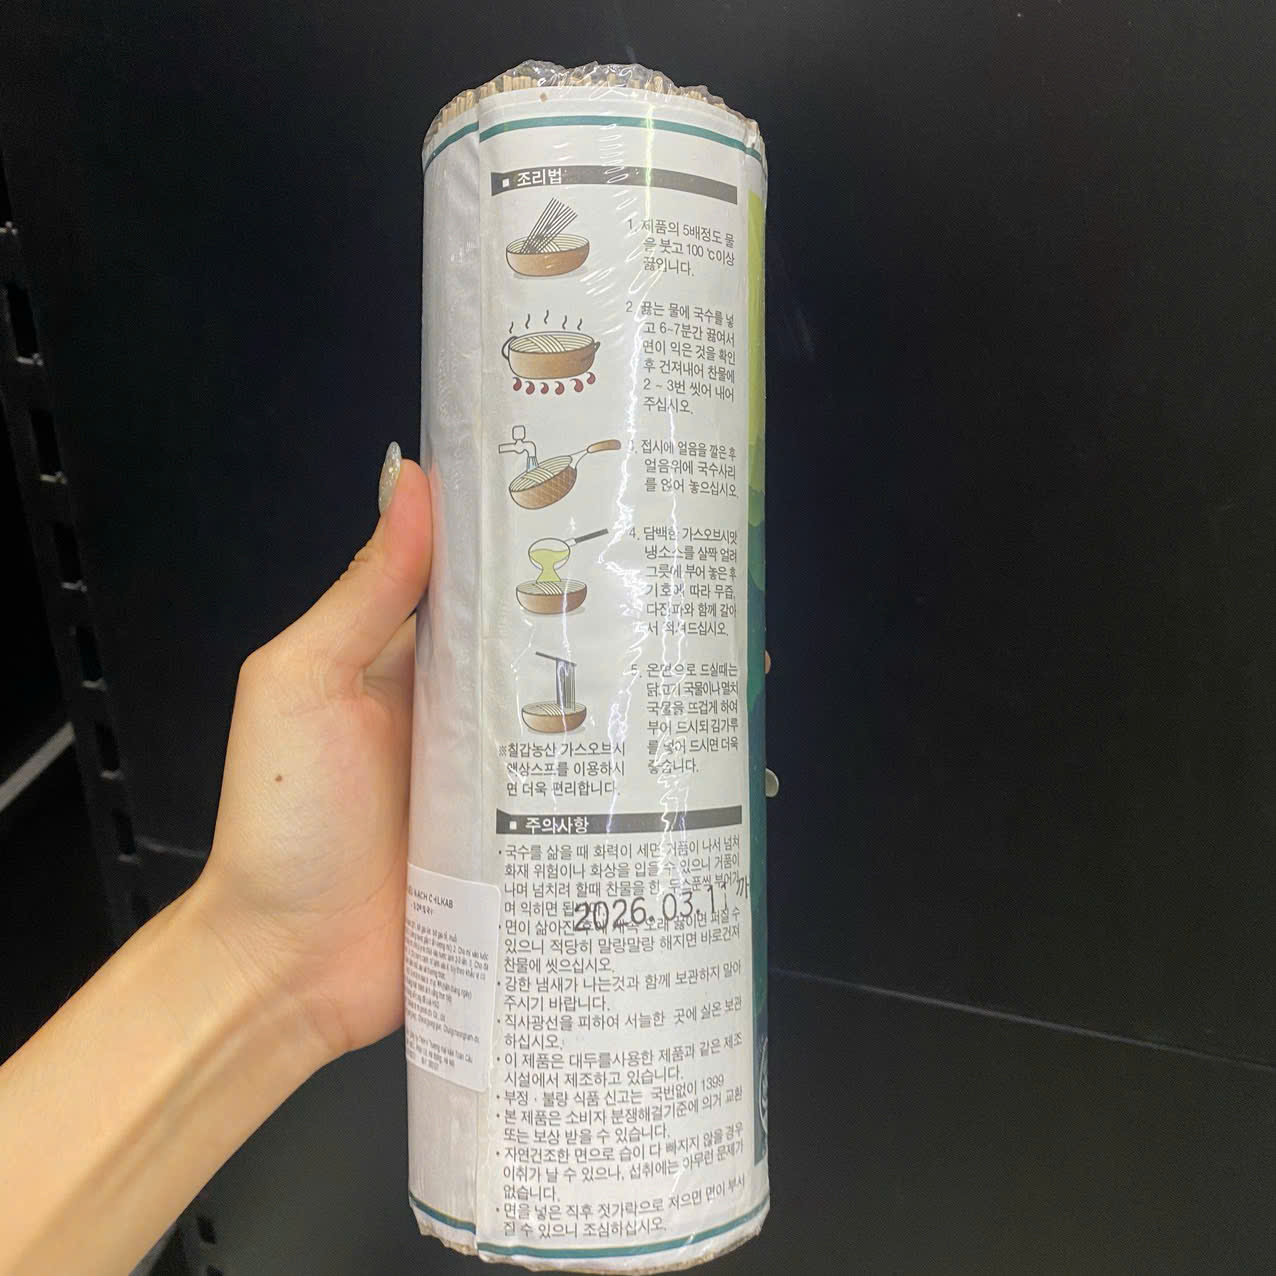 ■ 조리법
1. 제품의 5배정도 물
을 붓고 100 ℃이상
끓입니다.
2. 끓는 물에 국수를 넣
고 6~7분간 끓여서
면이 익은 것을 확인
후 건져내어 찬물에
2 ~ 3번 씻어 내어
주십시오.
3. 접시에 얼음을 깔은 후
얼음위에 국수사리
를 얹어 놓으십시오.
4. 담백한 가스오브시맛
냉소스를 살짝 얼려
그릇에 부어 놓은 후
기호에 따라 무즙,
다진파와 함께 갈아
서 적셔드십시오.
5. 온면으로 드실때는
닭고기 국물이나 멸치
국물을 뜨겁게 하여
부어 드시되 김가루
를 넣어 드시면 더욱
좋습니다.
※칠갑농산 가스오브시
액상스프를 이용하시
면 더욱 편리합니다.
■ 주의사항
• 국수를 삶을 때 화력이 세면 거품이 나서 넘쳐
화재 위험이나 화상을 입을 수 있으니 거품이
나며 넘치려 할때 찬물을 한, 두스푼씩 부어가
며 익히면 됩
2026.03.11 까
• 면이 삶아진 후에 계속 오래 끓이면 퍼질 수
있으니 적당히 말랑말랑 해지면 바로건져
찬물에 씻으십시오.
• 강한 냄새가 나는것과 함께 보관하지 말아
주시기 바랍니다.
• 직사광선을 피하여 서늘한 곳에 실온 보관
하십시오.
• 이 제품은 대두를사용한 제품과 같은 제조
시설에서 제조하고 있습니다.
• 부정 · 불량 식품 신고는 국번없이 1399
• 본 제품은 소비자 분쟁해결기준에 의거 교환
또는 보상 받을 수 있습니다.
• 자연건조한 면으로 습이 다 빠지지 않을 경우
이취가 날 수 있으나, 섭취에는 아무런 문제가
없습니다.
• 면을 넣은 직후 젓가락으로 저으면 면이 부서
질 수 있으니 조심하십시오.
MACH CHILKAB